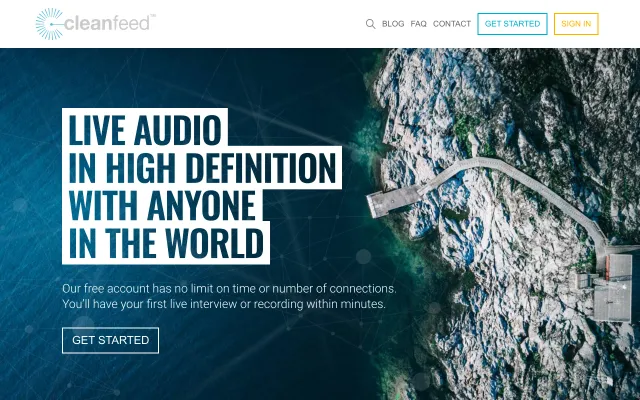 cleanfeed™
BLOG FAQ CONTACT GET STARTED SIGN IN
LIVE AUDIO
IN HIGH DEFINITION
WITH ANYONE
IN THE WORLD
Our free account has no limit on time or number of connections.
You'll have your first live interview or recording within minutes.
GET STARTED